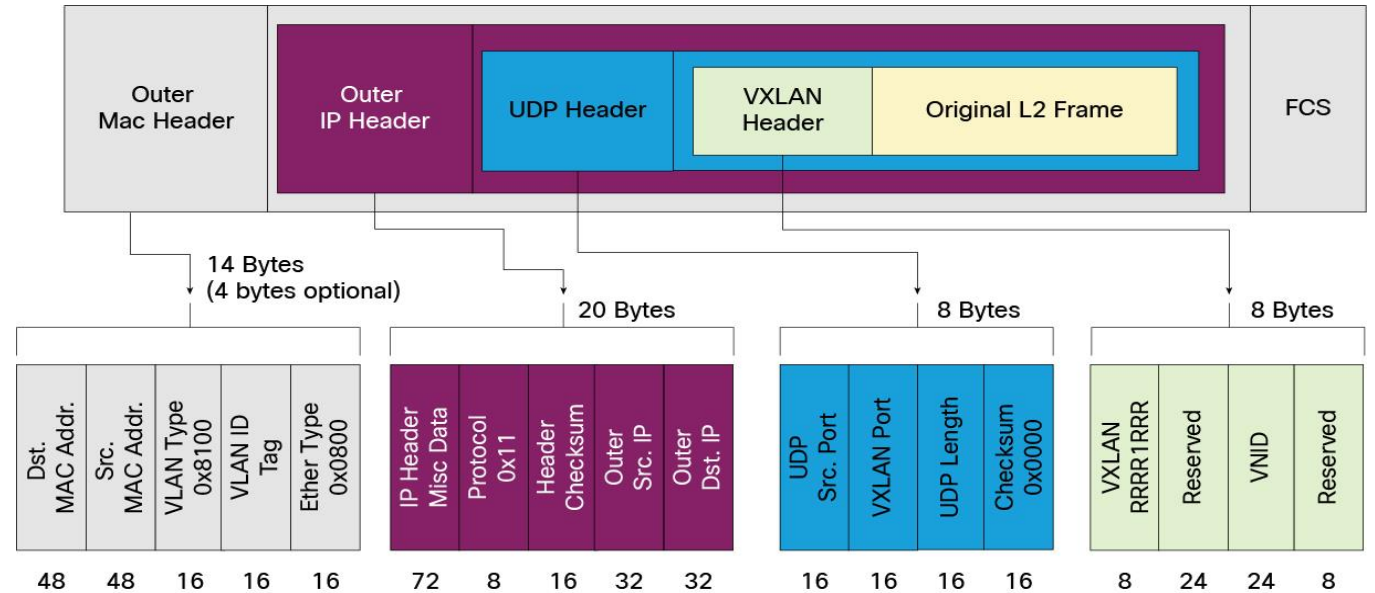 Outer
Mac Header
Outer
IP Header
UDP Header
VXLAN
Header
Original L2 Frame
FCS
14 Bytes
(4 bytes optional)
20 Bytes
8 Bytes
8 Bytes
Dst.
MAC Addr.
Src.
MAC Addr.
VLAN Type
0x8100
VLAN ID
Tag
Ether Type
0x0800
IP Header
Misc Data
Protocol
0x11
Header
Checksum
Outer
Src. IP
Outer
Dst. IP
UDP
Src. Port
VXLAN Port
UDP Length
Checksum
0x0000
VXLAN
RRRR1RRR
Reserved
VNID
Reserved
48 48 16 16 16 72 8 16 32 32 16 16 16 16 8 24 24 8